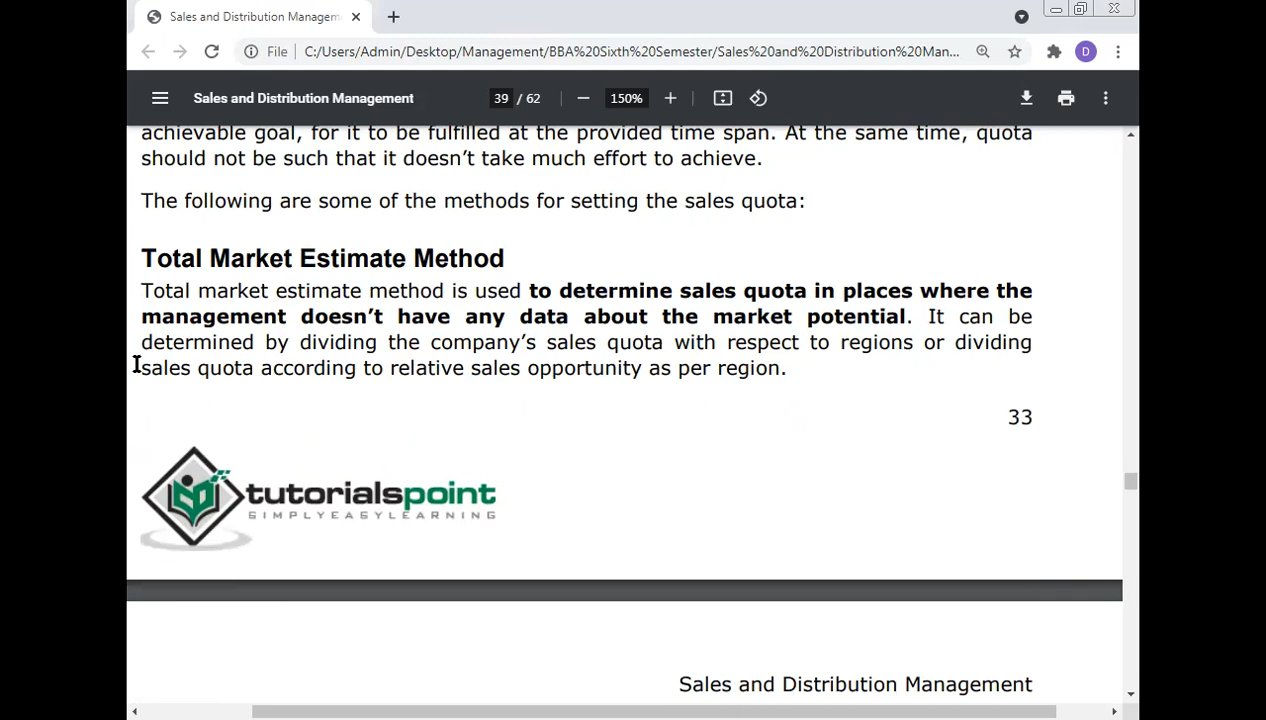 Sales and Distribution Managem
File C:/Users/Admin/Desktop/Management/BBA%20Sixth%20Semester/Sales%20and%20Distribution%20Man...
D
Sales and Distribution Management 39 / 62 150%
achievable goal, for it to be fulfilled at the provided time span. At the same time, quota
should not be such that it doesn't take much effort to achieve.
The following are some of the methods for setting the sales quota:
Total Market Estimate Method
Total market estimate method is used to determine sales quota in places where the
management doesn't have any data about the market potential. It can be
determined by dividing the company's sales quota with respect to regions or dividing
sales quota according to relative sales opportunity as per region.
33
tutorialspoint
SIMPLYEASYLEARNING
Sales and Distribution Management